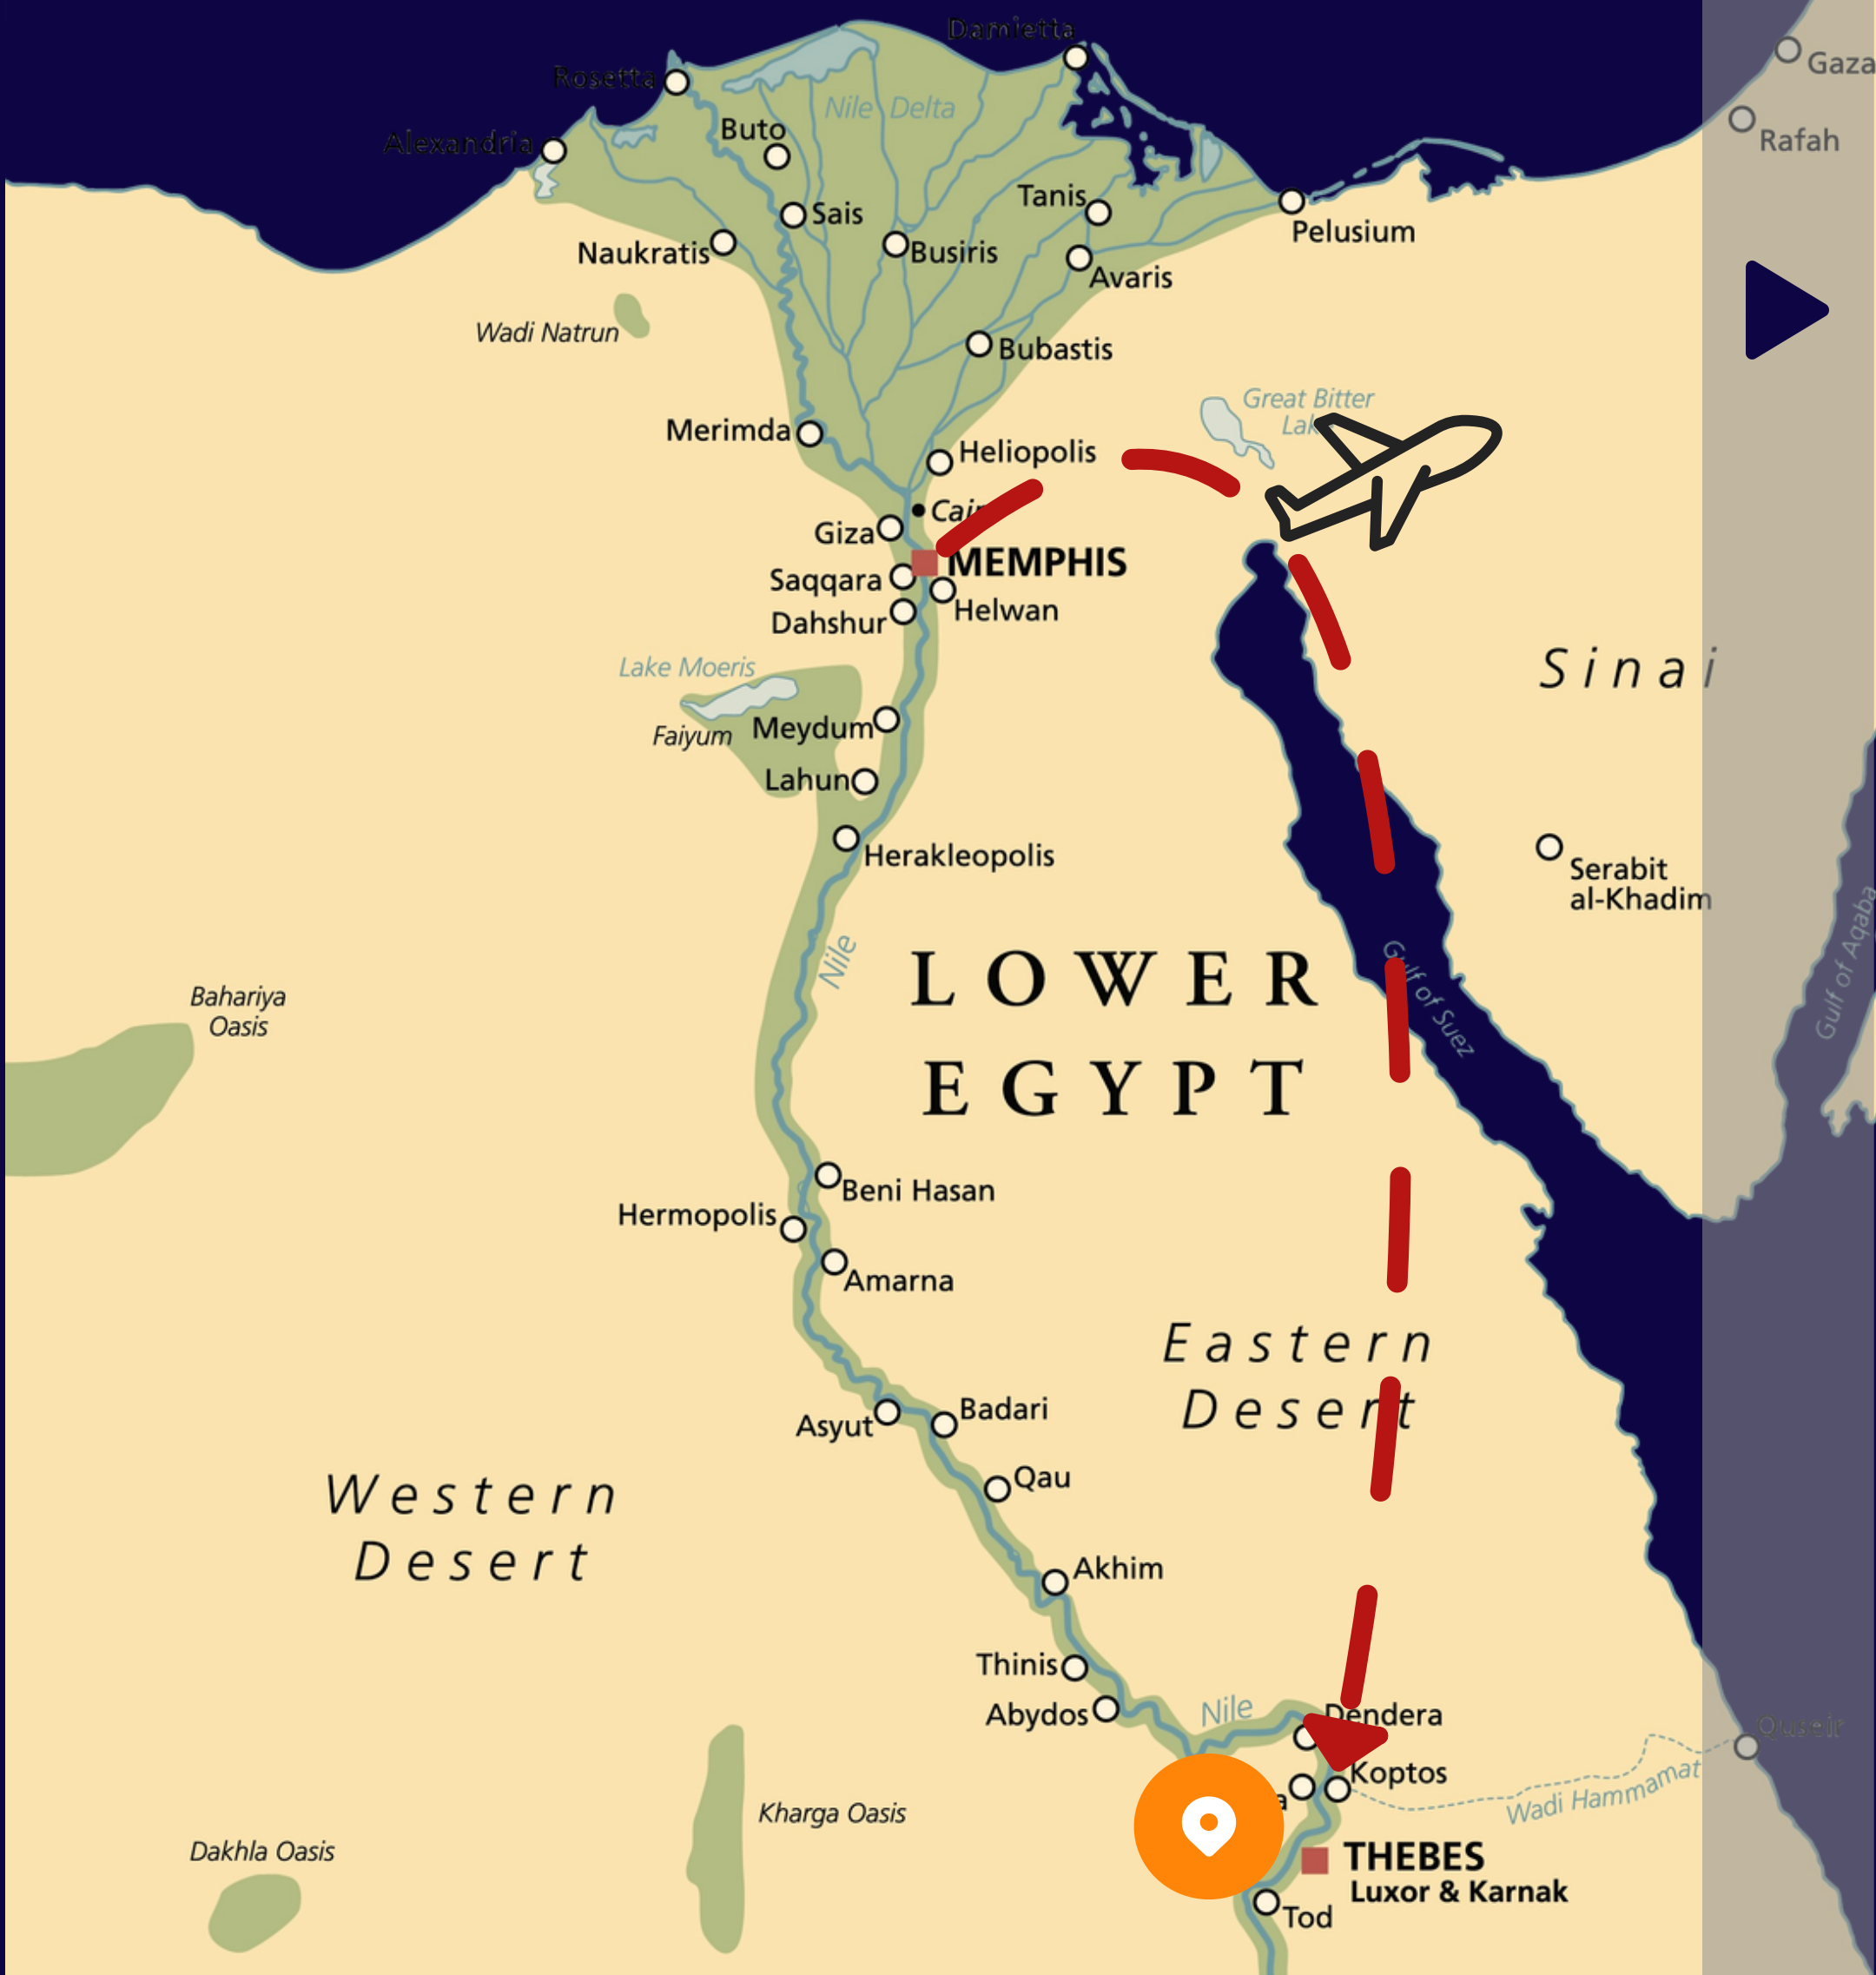 Damietta
Rosetta
Gaza
Alexandria
Nile Delta
Buto
Rafah
Tanis
Sais
Pelusium
Naukratis
Busiris
Avaris
Wadi Natrun
Bubastis
Great Bitter
Merimda
Heliopolis
Giza
MEMPHIS
Saqqara
Helwan
Dahshur
Lake Moeris
Sinai
Faiyum
Meydum
Lahun
Herakleopolis
Serabit
al-Khadim
Nile
LOWER
EGYPT
Gulf of Suez
Gulf of Aqaba
Bahariya
Oasis
Beni Hasan
Hermopolis
Amarna
Eastern
Desert
Asyut
Badari
Western
Desert
Qau
Akhim
Thinis
Abydos
Nile
Dendera
Quseir
Koptos
Wadi Hammamat
Kharga Oasis
Dakhla Oasis
THEBES
Luxor & Karnak
Tod